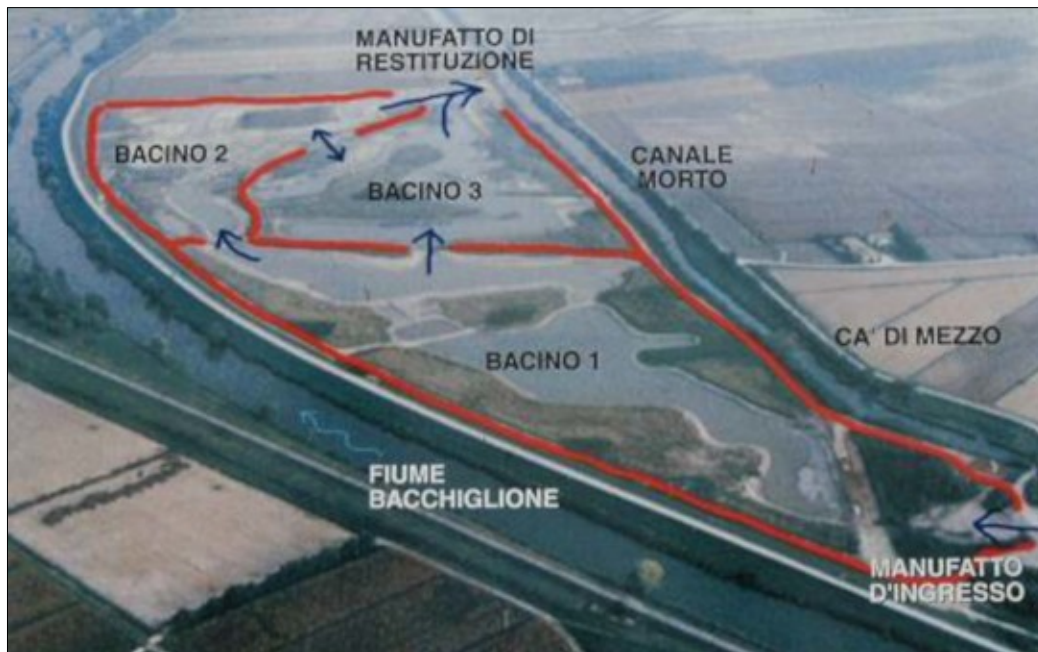 MANUFATTO DI
RESTITUZIONE
BACINO 2
BACINO 3
CANALE
MORTO
CA' DI MEZZO
BACINO 1
FIUME
BACCHIGLIONE
MANUFATTO
D'INGRESSO